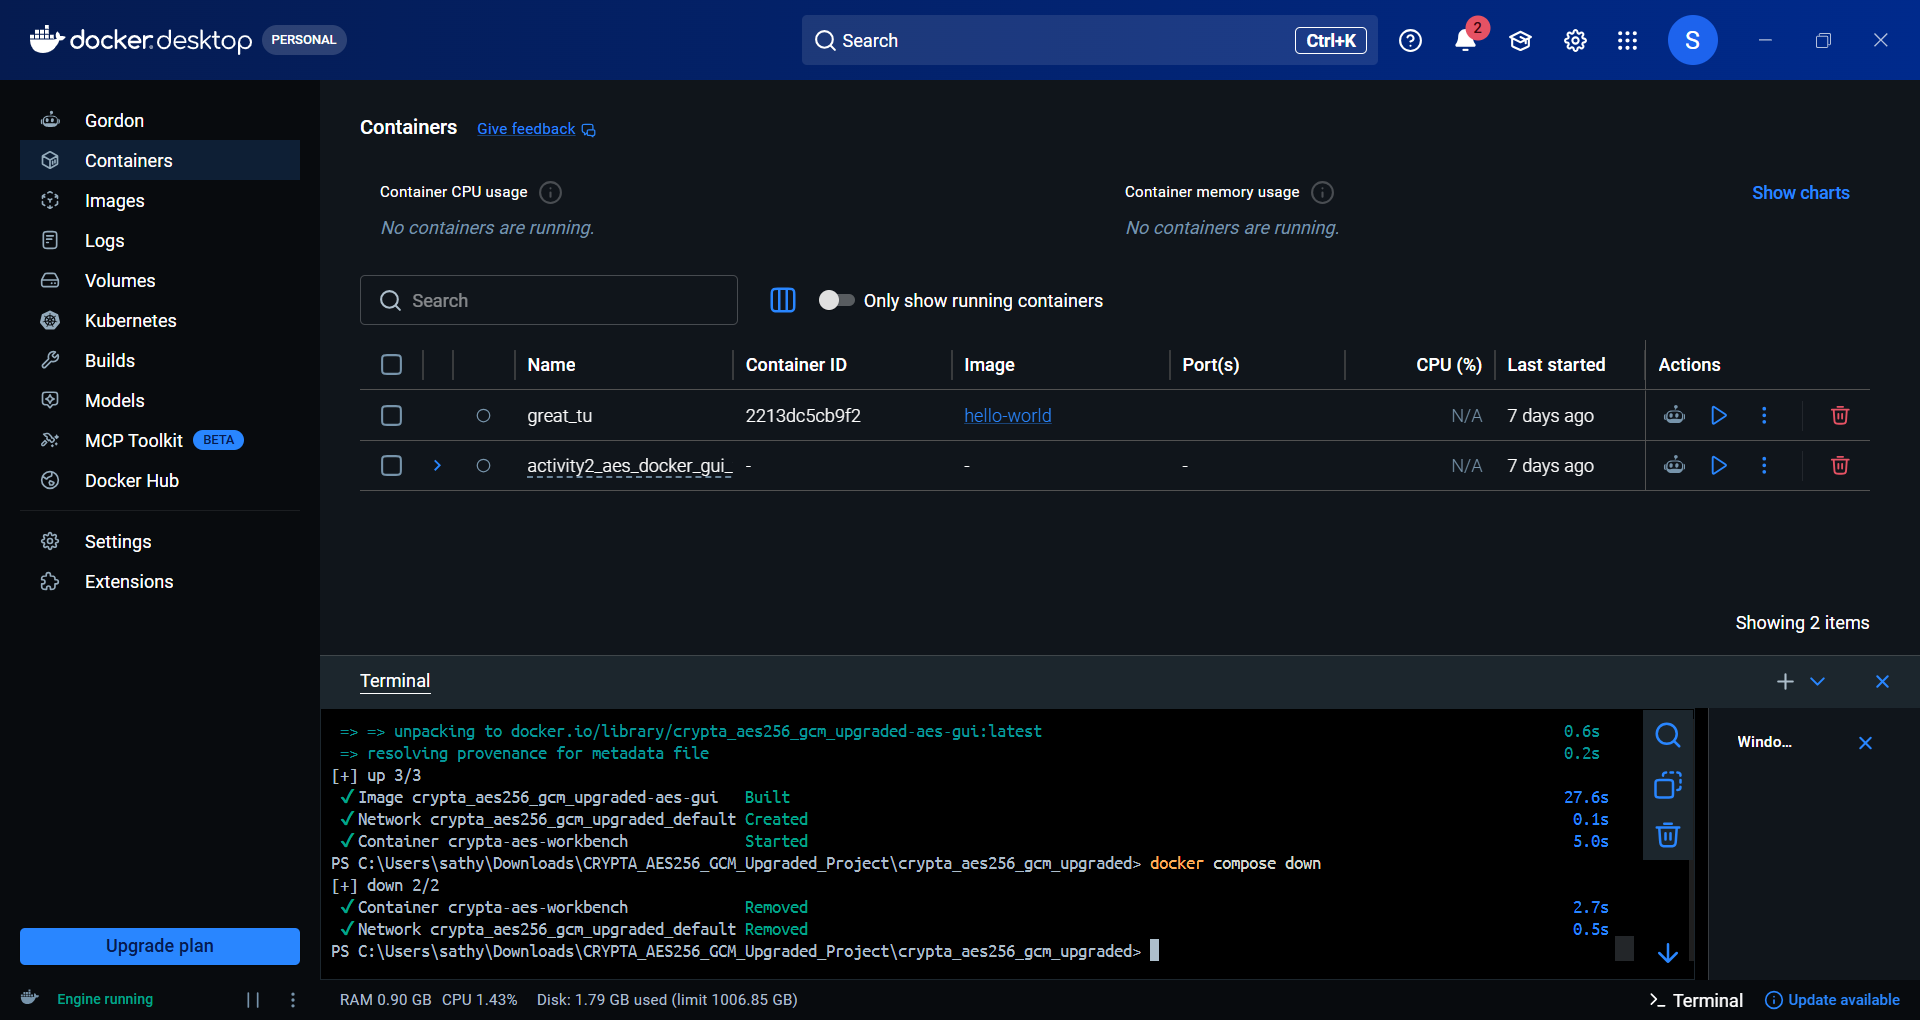 docker.desktop PERSONAL
Search Ctrl+K
2
S
Gordon
Containers
Images
Logs
Volumes
Kubernetes
Builds
Models
MCP Toolkit BETA
Docker Hub
Settings
Extensions
Upgrade plan
Containers Give feedback
Container CPU usage
No containers are running.
Container memory usage
No containers are running.
Show charts
Search
Only show running containers
Name Container ID Image Port(s) CPU (%) Last started Actions
great_tu 2213dc5cb9f2 hello-world N/A 7 days ago
activity2_aes_docker_gui_ - - - N/A 7 days ago
Showing 2 items
Terminal
=> => unpacking to docker.io/library/crypta_aes256_gcm_upgraded-aes-gui:latest 0.6s
=> resolving provenance for metadata file 0.2s
[+] up 3/3
✓Image crypta_aes256_gcm_upgraded-aes-gui Built 27.6s
✓Network crypta_aes256_gcm_upgraded_default Created 0.1s
✓Container crypta-aes-workbench Started 5.0s
PS C:\Users\sathy\Downloads\CRYPTA_AES256_GCM_Upgraded_Project\crypta_aes256_gcm_upgraded> docker compose down
[+] down 2/2
✓Container crypta-aes-workbench Removed 2.7s
✓Network crypta_aes256_gcm_upgraded_default Removed 0.5s
PS C:\Users\sathy\Downloads\CRYPTA_AES256_GCM_Upgraded_Project\crypta_aes256_gcm_upgraded>
Windo...
Engine running
RAM 0.90 GB CPU 1.43% Disk: 1.79 GB used (limit 1006.85 GB)
>_ Terminal
Update available